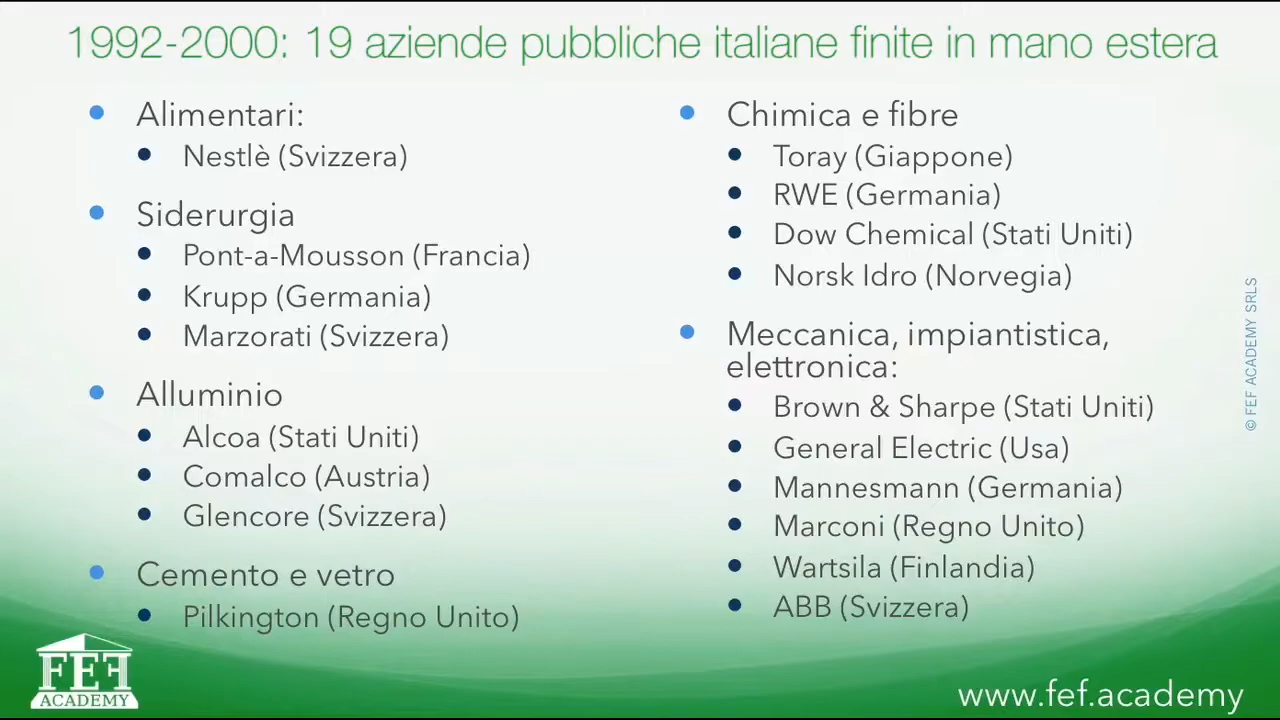 1992-2000: 19 aziende pubbliche italiane finite in mano estera
Alimentari:
Nestlè (Svizzera)
Siderurgia
Pont-a-Mousson (Francia)
Krupp (Germania)
Marzorati (Svizzera)
Alluminio
Alcoa (Stati Uniti)
Comalco (Austria)
Glencore (Svizzera)
Cemento e vetro
Pilkington (Regno Unito)
Chimica e fibre
Toray (Giappone)
RWE (Germania)
Dow Chemical (Stati Uniti)
Norsk Idro (Norvegia)
Meccanica, impiantistica,
elettronica:
Brown & Sharpe (Stati Uniti)
General Electric (Usa)
Mannesmann (Germania)
Marconi (Regno Unito)
Wartsila (Finlandia)
ABB (Svizzera)
© FEF ACADEMY SRLS
FEF
ACADEMY
www.fef.academy